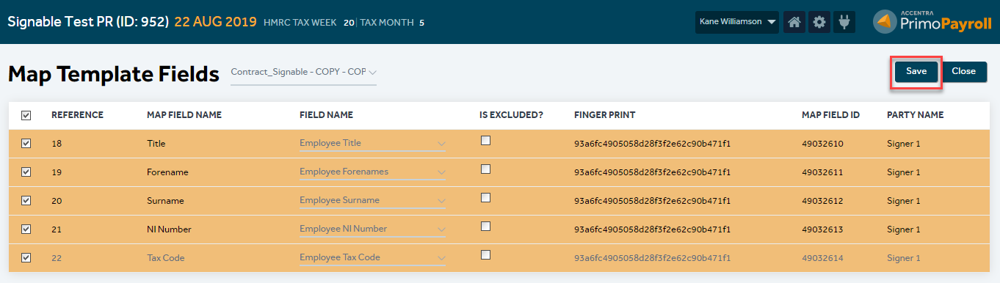 Signable Test PR (ID: 952) 22 AUG 2019 HMRC TAX WEEK 20 | TAX MONTH 5 Kane Williamson ACCENTRA PrimoPayroll
Map Template Fields Contract_Signable - COPY - COP Save Close
REFERENCE MAP FIELD NAME FIELD NAME IS EXCLUDED? FINGER PRINT MAP FIELD ID PARTY NAME
18 Title Employee Title 93a6fc4905058d28f3f2e62c90b471f1 49032610 Signer 1
19 Forename Employee Forenames 93a6fc4905058d28f3f2e62c90b471f1 49032611 Signer 1
20 Surname Employee Surname 93a6fc4905058d28f3f2e62c90b471f1 49032612 Signer 1
21 NI Number Employee NI Number 93a6fc4905058d28f3f2e62c90b471f1 49032613 Signer 1
22 Tax Code Employee Tax Code 93a6fc4905058d28f3f2e62c90b471f1 49032614 Signer 1